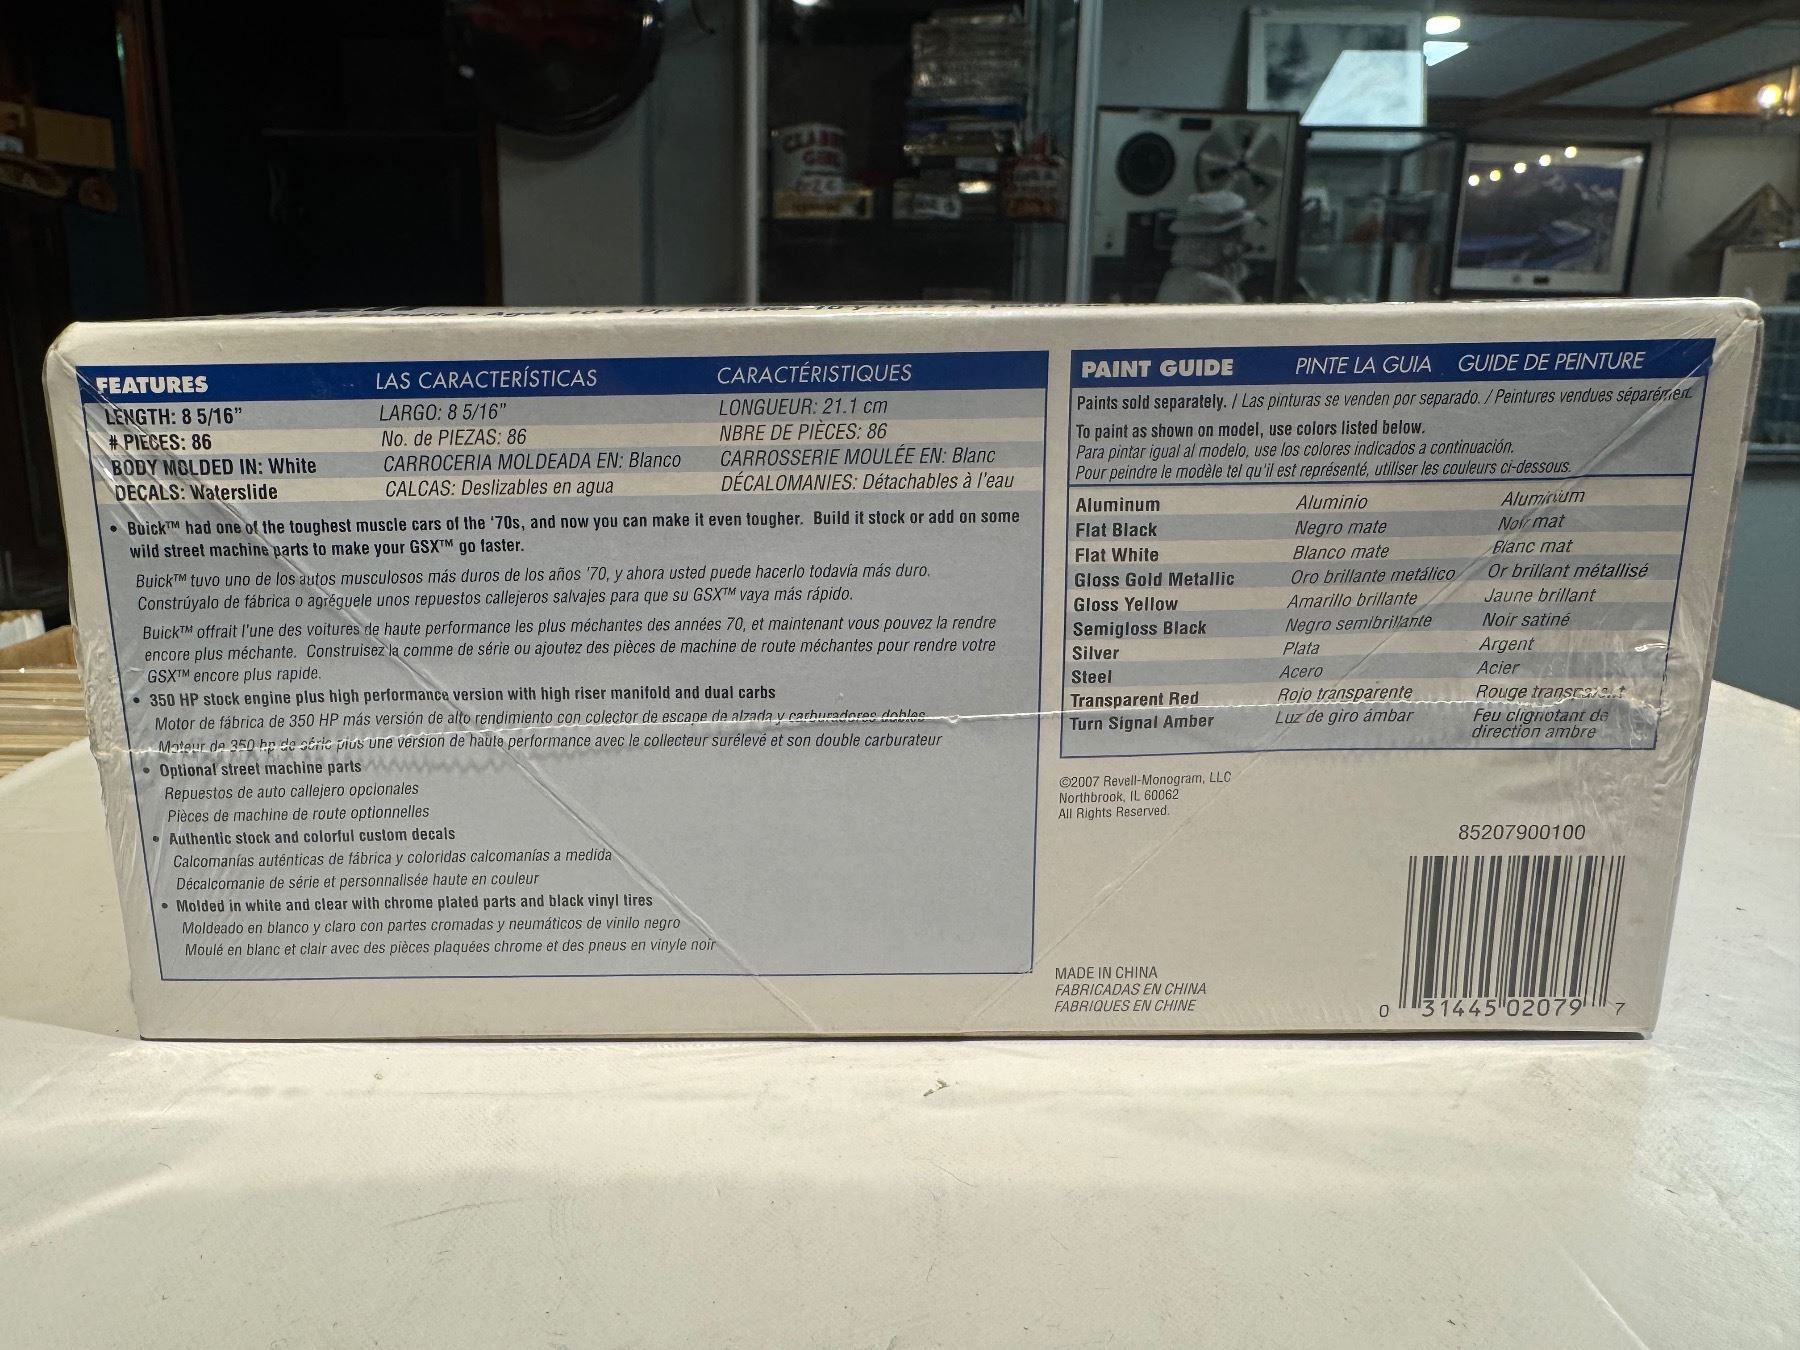 FEATURES LAS CARACTERÍSTICAS CARACTÉRISTIQUES
LENGTH: 8 5/16” LARGO: 8 5/16" LONGUEUR: 21.1 cm
# PIECES: 86 No. de PIEZAS: 86 NBRE DE PIÈCES: 86
BODY MOLDED IN: White CARROCERIA MOLDEADA EN: Blanco CARROSSERIE MOULÉE EN: Blanc
DECALS: Waterslide CALCAS: Deslizables en agua DÉCALOMANIES: Détachables à l'eau
• Buick™ had one of the toughest muscle cars of the '70s, and now you can make it even tougher. Build it stock or add on some
wild street machine parts to make your GSX™ go faster.
Buick™ tuvo uno de los autos musculosos más duros de los años '70, y ahora usted puede hacerlo todavía más duro.
Constrúyalo de fábrica o agréguele unos repuestos callejeros salvajes para que su GSX™ vaya más rápido.
Buick™ offrait l'une des voitures de haute performance les plus méchantes des années 70, et maintenant vous pouvez la rendre
encore plus méchante. Construisez la comme de série ou ajoutez des pièces de machine de route méchantes pour rendre votre
GSX™ encore plus rapide.
• 350 HP stock engine plus high performance version with high riser manifold and dual carbs
Motor de fábrica de 350 HP más versión de alto rendimiento con colector de escape de alzada y carburadores dobles
Moteur de 350 hp de série plus une version de haute performance avec le collecteur surélevé et son double carburateur
• Optional street machine parts
Repuestos de auto callejero opcionales
Pièces de machine de route optionnelles
• Authentic stock and colorful custom decals
Calcomanías auténticas de fábrica y coloridas calcomanías a medida
Décalcomanie de série et personnalisée haute en couleur
• Molded in white and clear with chrome plated parts and black vinyl tires
Moldeado en blanco y claro con partes cromadas y neumáticos de vinilo negro
Moulé en blanc et clair avec des pièces plaquées chrome et des pneus en vinyle noir
PAINT GUIDE PINTE LA GUIA GUIDE DE PEINTURE
Paints sold separately. / Las pinturas se venden por separado. / Peintures vendues séparément.
To paint as shown on model, use colors listed below.
Para pintar igual al modelo, use los colores indicados a continuación.
Pour peindre le modèle tel qu'il est représenté, utiliser les couleurs ci-dessous.
Aluminum Aluminio Aluminum
Flat Black Negro mate Noir mat
Flat White Blanco mate Blanc mat
Gloss Gold Metallic Oro brillante metálico Or brillant métallisé
Gloss Yellow Amarillo brillante Jaune brillant
Semigloss Black Negro semibrillante Noir satiné
Silver Plata Argent
Steel Acero Acier
Transparent Red Rojo transparente Rouge transparent
Turn Signal Amber Luz de giro ámbar Feu clignotant de
direction ambre
©2007 Revell-Monogram, LLC
Northbrook, IL 60062
All Rights Reserved.
85207900100
MADE IN CHINA
FABRICADAS EN CHINA
FABRIQUES EN CHINE
0 31445 02079 7